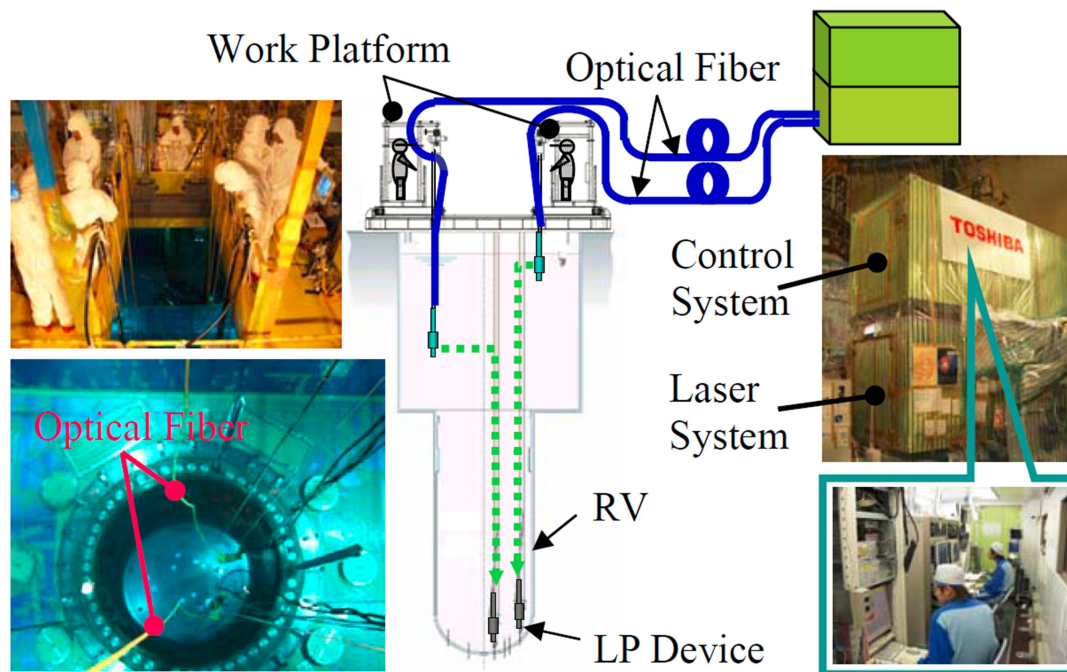 Work Platform
Optical Fiber
TOSHIBA
Control
System
Laser
System
Optical Fiber
RV
LP Device